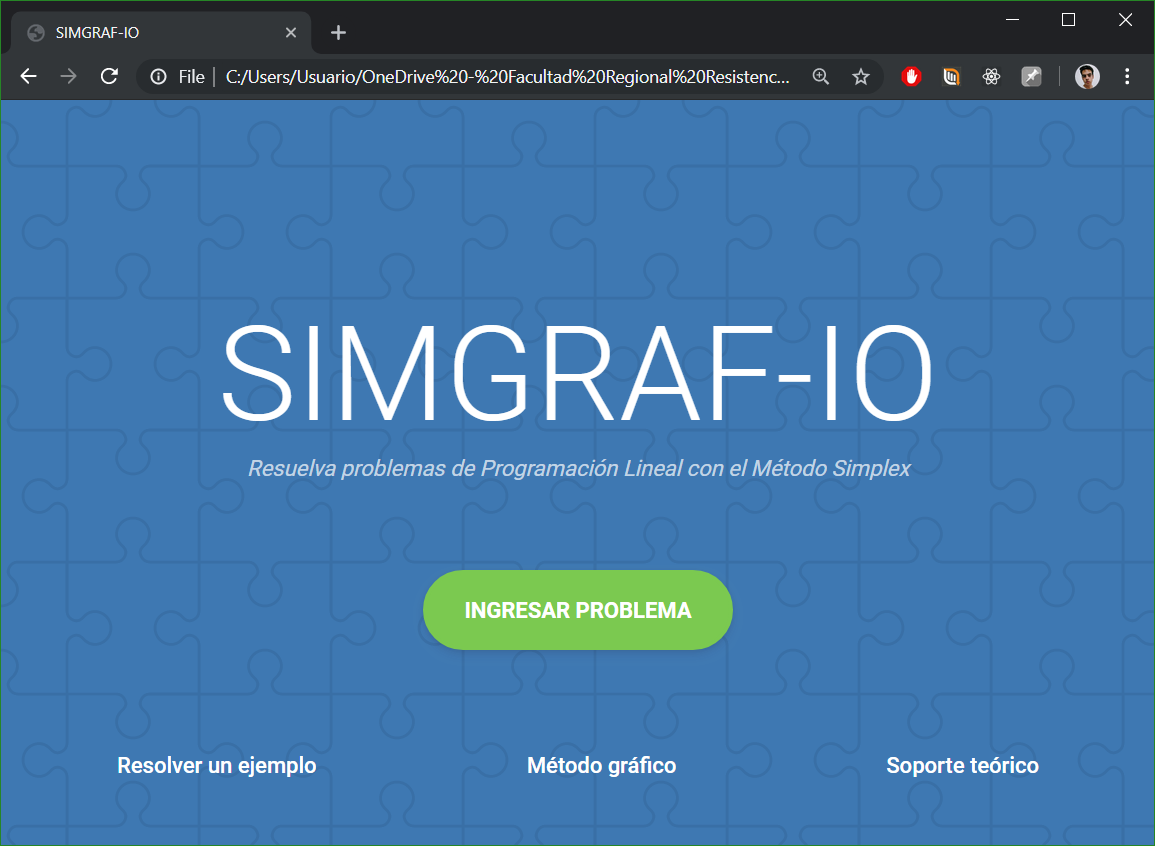 SIMGRAF-IO
File
C:/Users/Usuario/OneDrive%20-%20Facultad%20Regional%20Resistenc...
SIMGRAF-IO
Resuelva problemas de Programación Lineal con el Método Simplex
INGRESAR PROBLEMA
Resolver un ejemplo
Método gráfico
Soporte teórico